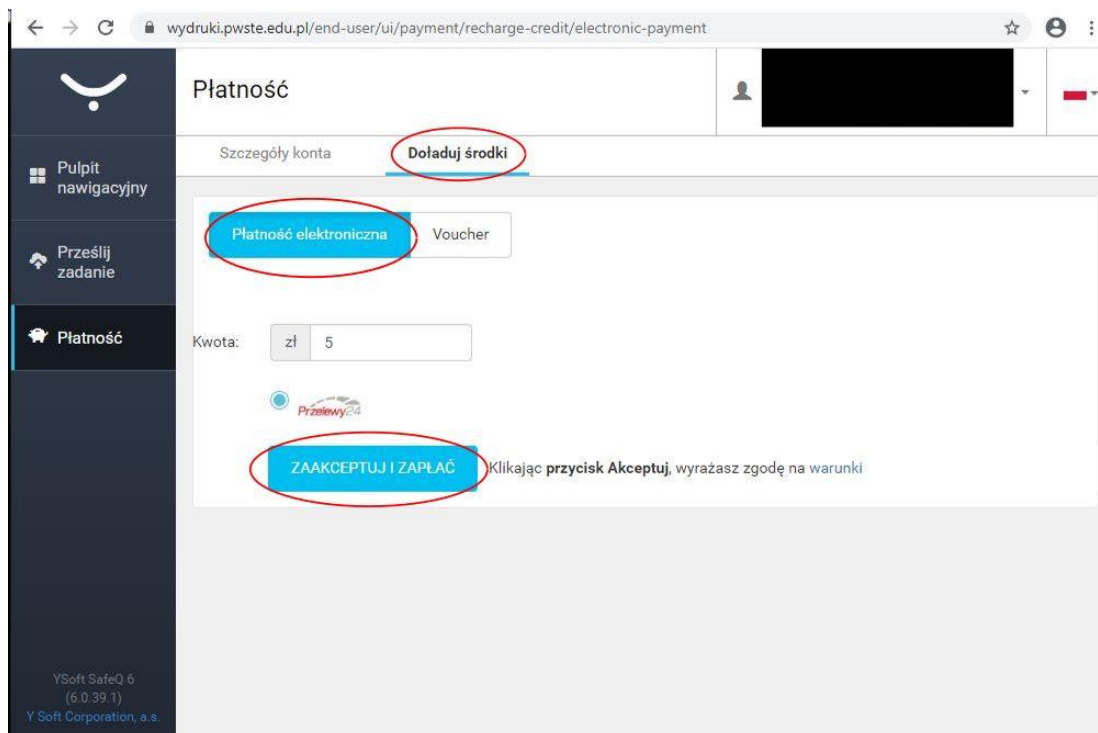 wydruki.pwste.edu.pl/end-user/ui/payment/recharge-credit/electronic-payment
Płatność
Szczegóły konta
Doładuj środki
Pulpit
nawigacyjny
Prześlij
zadanie
Płatność
Płatność elektroniczna
Voucher
Kwota:
zł
5
Przelewy24
ZAAKCEPTUJ I ZAPŁAĆ
Klikając przycisk Akceptuj, wyrażasz zgodę na warunki
YSoft SafeQ 6
(6.0.39.1)
Y Soft Corporation, a.s.